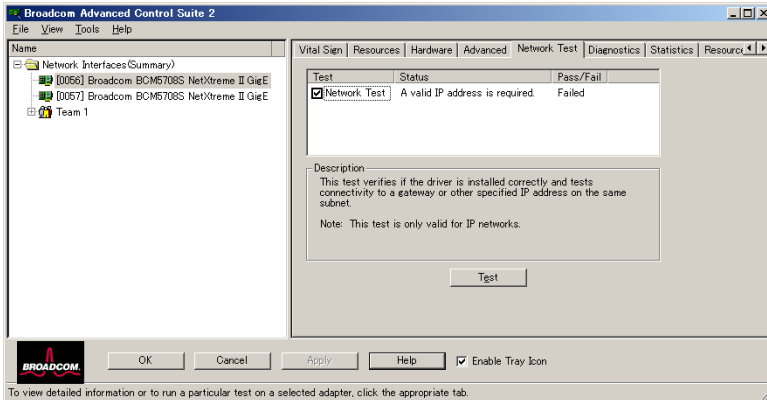 Broadcom Advanced Control Suite 2
File View Tools Help
Name
Network Interfaces(Summary)
[0056] Broadcom BCM5708S NetXtreme II GigE
[0057] Broadcom BCM5708S NetXtreme II GigE
Team 1
Vital Sign Resources Hardware Advanced Network Test Diagnostics Statistics Resourc
Test Status Pass/Fail
Network Test A valid IP address is required. Failed
Description
This test verifies if the driver is installed correctly and tests
connectivity to a gateway or other specified IP address on the same
subnet.
Note: This test is only valid for IP networks.
Test
BROADCOM.
OK Cancel Apply Help Enable Tray Icon
To view detailed information or to run a particular test on a selected adapter, click the appropriate tab.